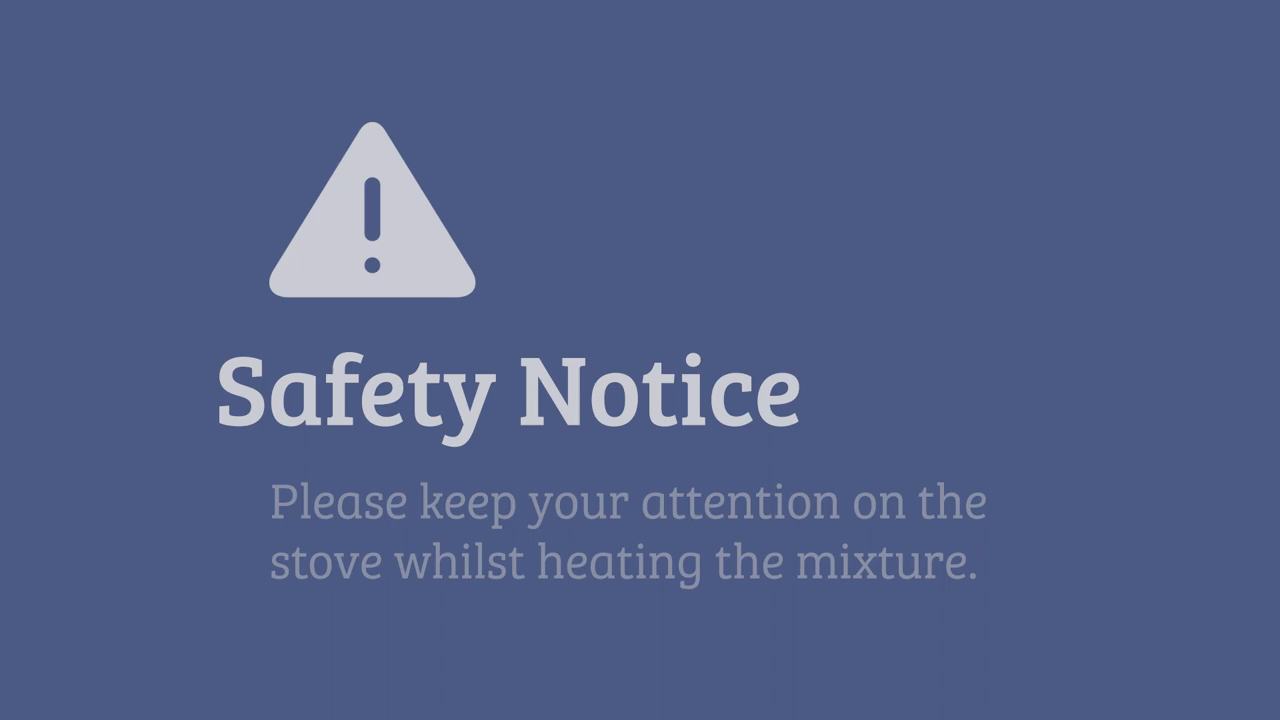 Safety Notice
Please keep your attention on the
stove whilst heating the mixture.